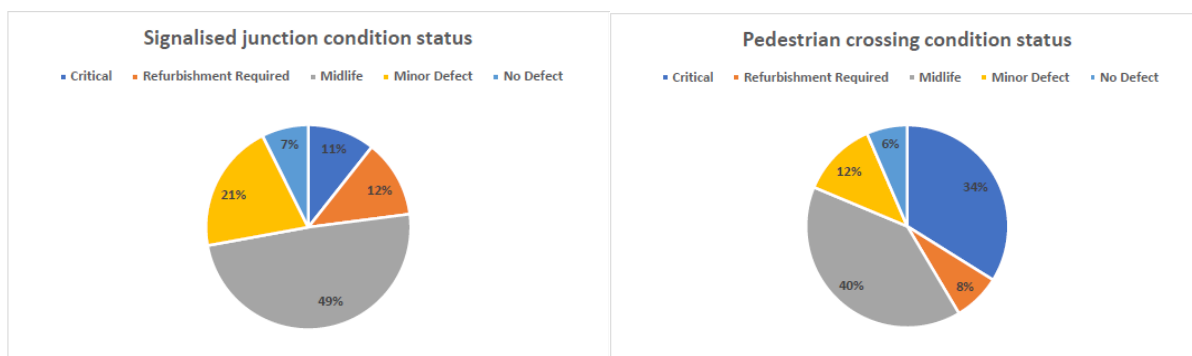 Signalised junction condition status
Critical Refurbishment Required Midlife Minor Defect No Defect
7%
11%
12%
21%
49%
Pedestrian crossing condition status
Critical Refurbishment Required Midlife Minor Defect No Defect
6%
12%
34%
40%
8%